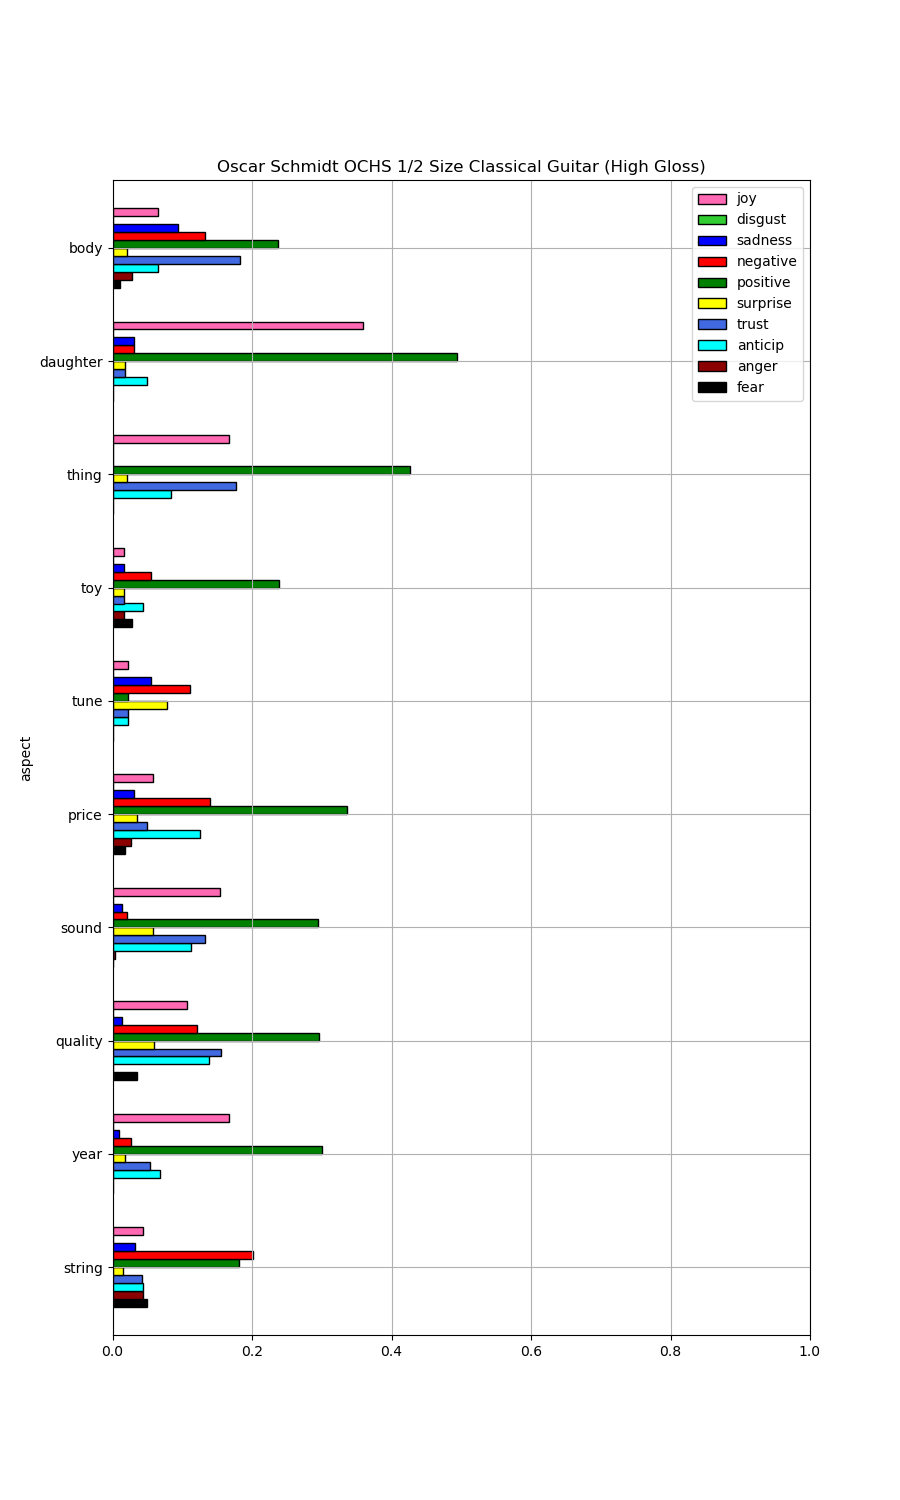 Oscar Schmidt OCHS 1/2 Size Classical Guitar (High Gloss)
joy
disgust
sadness
negative
positive
surprise
trust
anticip
anger
fear
body
daughter
thing
toy
tune
price
sound
quality
year
string
aspect
0.0 0.2 0.4 0.6 0.8 1.0